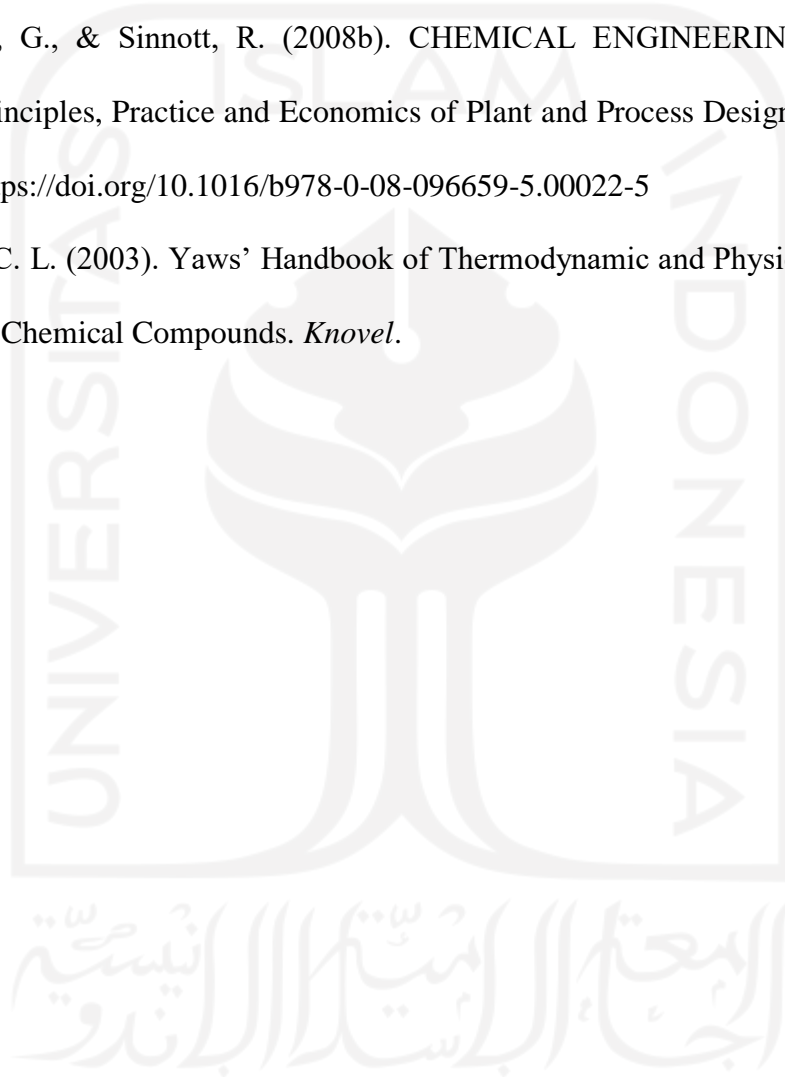 , G., & Sinnott, R. (2008b). CHEMICAL ENGINEERIN
inciples, Practice and Economics of Plant and Process Design
ps://doi.org/10.1016/b978-0-08-096659-5.00022-5
C. L. (2003). Yaws’ Handbook of Thermodynamic and Physi
Chemical Compounds. Knovel.
ISLAM
UNIVERSITAS
INDONESIA